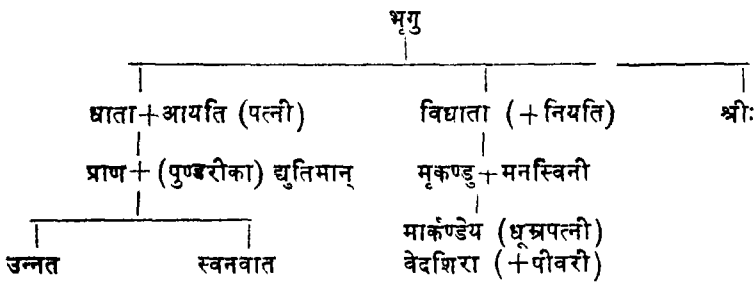 भृगु
धाता+आयति (पत्नी) विधाता (+नियति) श्रीः
प्राण+(पुण्डरीका) द्युतिमान् मृकण्डु+मनस्विनी
मार्कण्डेय (धूम्रपत्नी)
उन्नत स्वनवात वेदशिरा (+पीवरी)